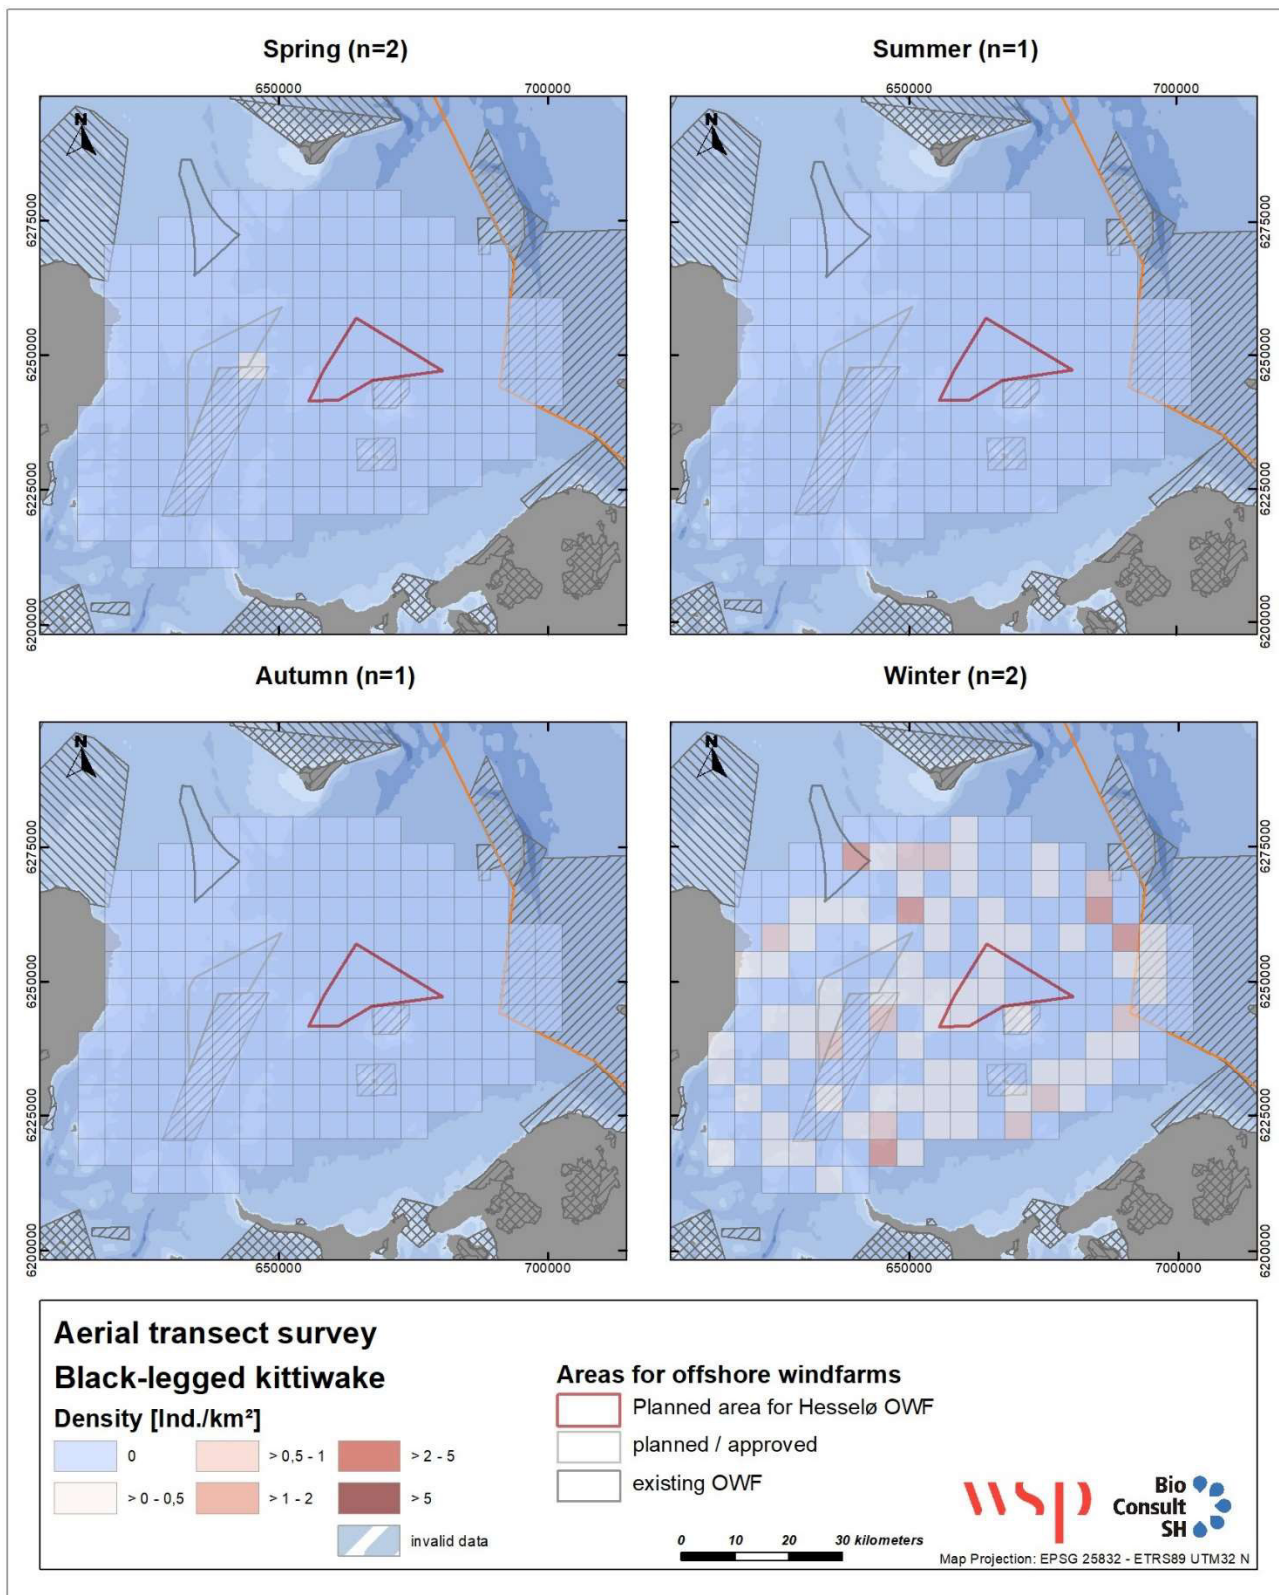 Spring (n=2)
Summer (n=1)
650000
700000
650000
700000
N
N
6275000
6250000
6225000
6200000
6275000
6250000
6225000
6200000
Autumn (n=1)
Winter (n=2)
N
N
6275000
6250000
6225000
6200000
6275000
6250000
6225000
6200000
650000
700000
650000
700000
Aerial transect survey
Black-legged kittiwake
Density [Ind./km²]
0
> 0,5 - 1
> 2 - 5
> 0 - 0,5
> 1 - 2
> 5
invalid data
Areas for offshore windfarms
Planned area for Hesselø OWF
planned / approved
existing OWF
0 10 20 30 kilometers
wsp
Bio
Consult
SH
Map Projection: EPSG 25832 - ETRS89 UTM32 N